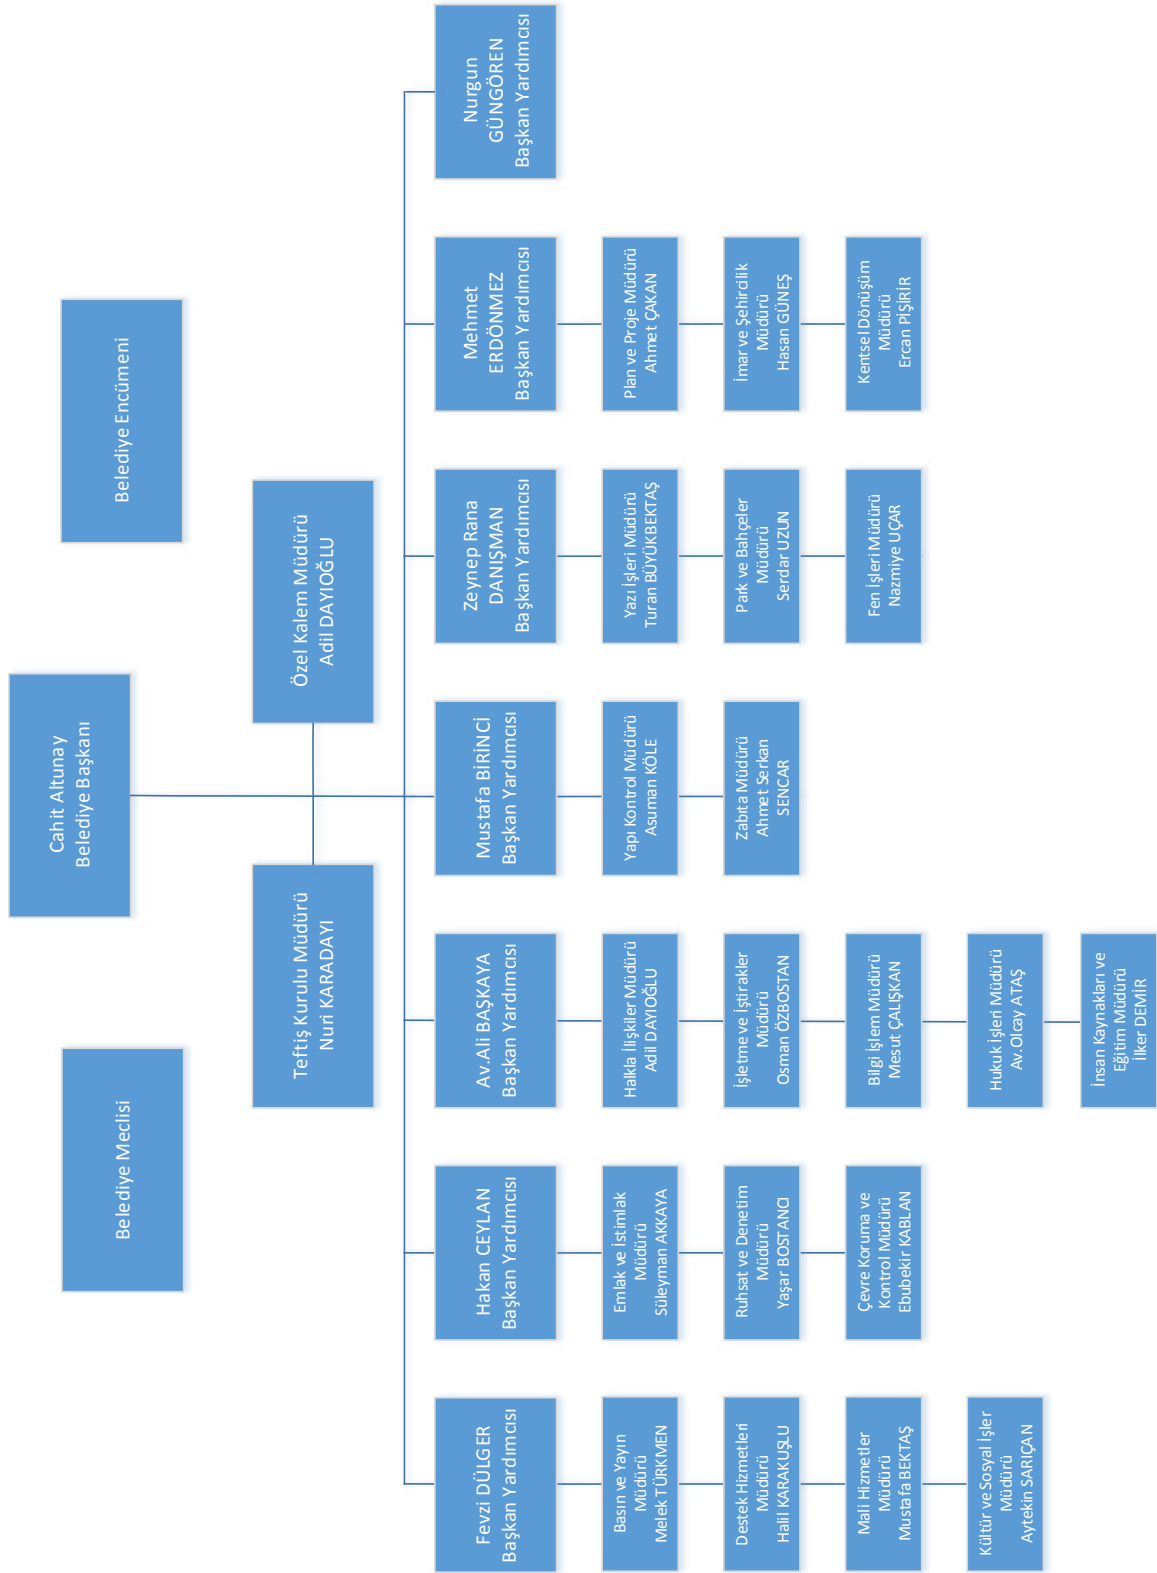 Cahit Altunay
Belediye Başkanı
Belediye Meclisi
Belediye Encümeni
Teftiş Kurulu Müdürü
Nuri KARADAYI
Özel Kalem Müdürü
Adil DAYIOĞLU
Fevzi DÜLGER
Başkan Yardımcısı
Basın ve Yayın
Müdürü
Melek TÜRKMEN
Destek Hizmetleri
Müdürü
Halil KARAKUŞLU
Mali Hizmetler
Müdürü
Mustafa BEKTAŞ
Kültür ve Sosyal İşler
Müdürü
Aytekin SARIÇAN
Hakan CEYLAN
Başkan Yardımcısı
Emlak ve İstimlak
Müdürü
Süleyman AKKAYA
Ruhsat ve Denetim
Müdürü
Yaşar BOSTANCI
Çevre Koruma ve
Kontrol Müdürü
Ebubekir KABLAN
Av.Ali BAŞKAYA
Başkan Yardımcısı
Halkla İlişkiler Müdürü
Adil DAYIOĞLU
İşletme ve İştirakler
Müdürü
Osman ÖZBOSTAN
Bilgi İşlem Müdürü
Mesut ÇALIŞKAN
Hukuk İşleri Müdürü
Av.Olcay ATAŞ
İnsan Kaynakları ve
Eğitim Müdürü
İlker DEMİR
Mustafa BİRİNCİ
Başkan Yardımcısı
Yapı Kontrol Müdürü
Asuman KÖLE
Zabıta Müdürü
Ahmet Serkan
SENCAR
Zeynep Rana
DANIŞMAN
Başkan Yardımcısı
Yazı İşleri Müdürü
Turan BÜYÜKBEKTAŞ
Park ve Bahçeler
Müdürü
Serdar UZUN
Fen İşleri Müdürü
Nazmiye UÇAR
Mehmet
ERDÖNMEZ
Başkan Yardımcısı
Plan ve Proje Müdürü
Ahmet ÇAKAN
İmar ve Şehircilik
Müdürü
Hasan GÜNEŞ
Kentsel Dönüşüm
Müdürü
Ercan PİŞİRİR
Nurgun
GÜNGÖREN
Başkan Yardımcısı